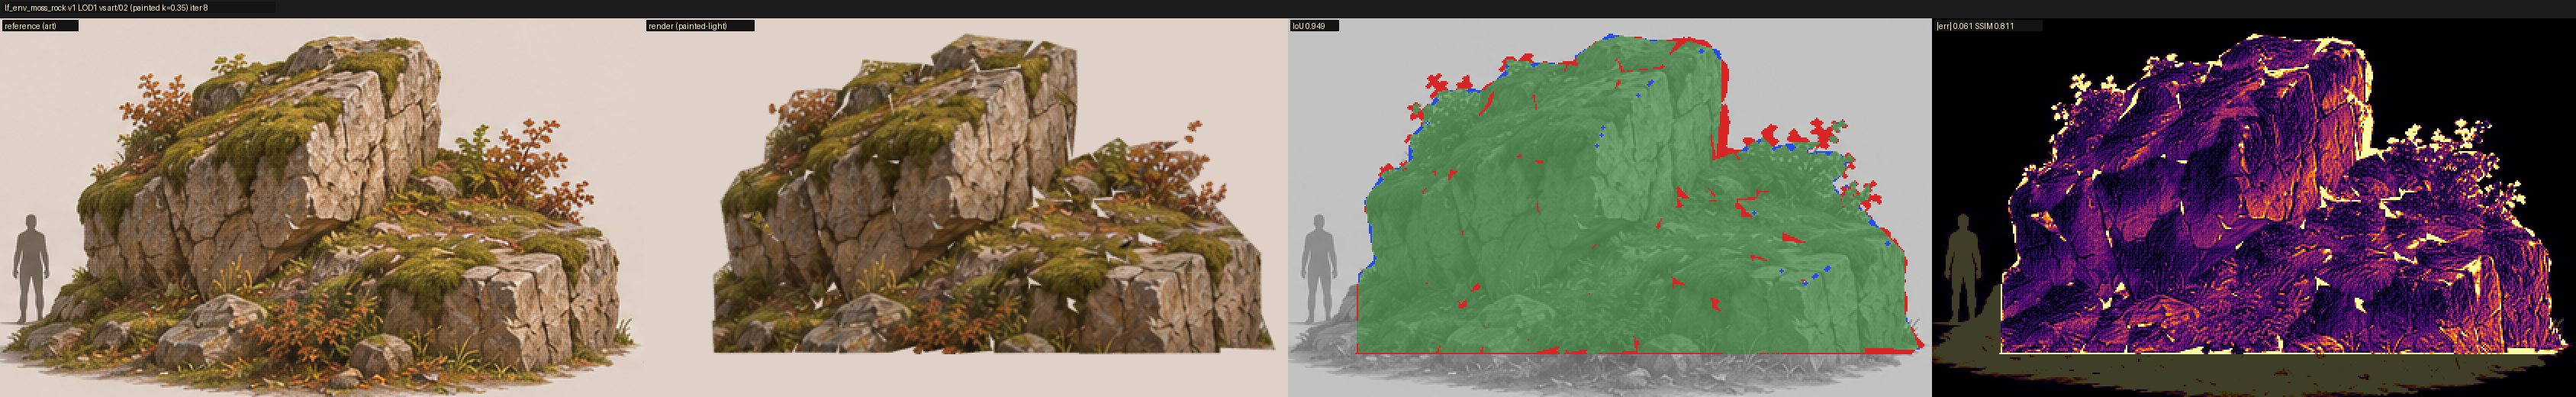 tf_env_moss_rock v1 LOD1 vs art/02 (painted k=0.35) iter 8
reference (art)
render (painted-light)
IoU 0.949
|err| 0.061 SSIM 0.811